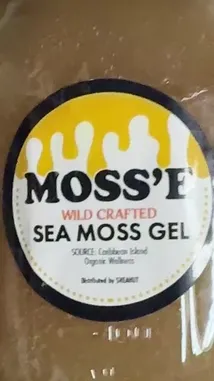 MOSS'E
WILD CRAFTED
SEA MOSS GEL
SOURCE: Caribbean Island
Organic Wellness
Distributed by